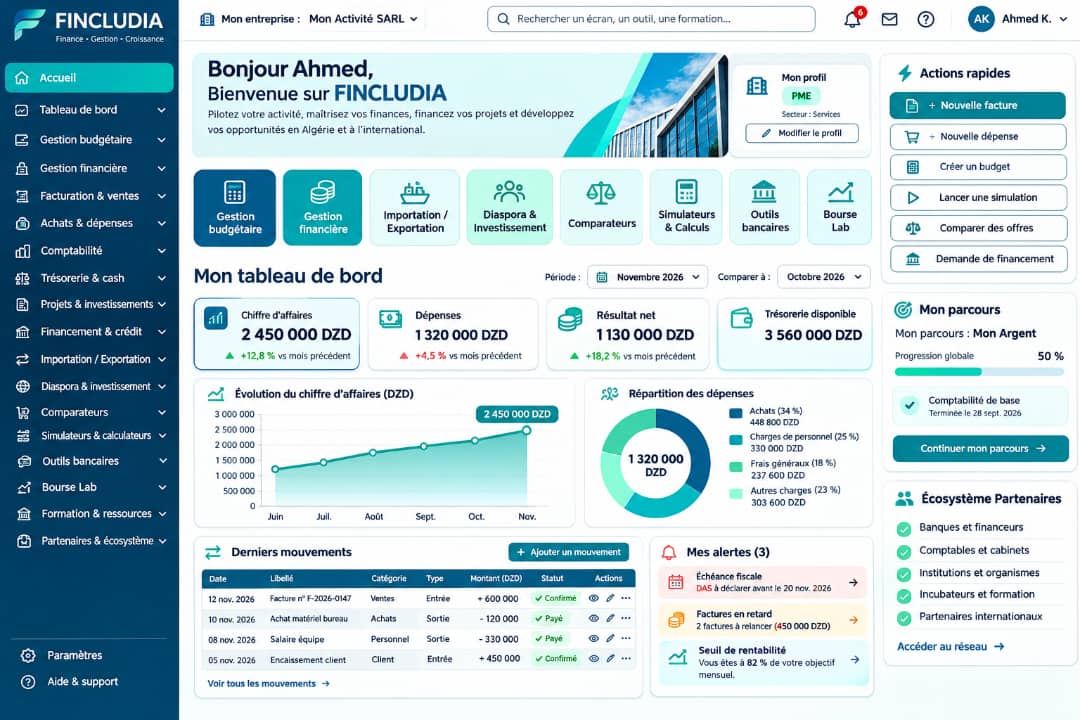 FINCLUDIA
Finance • Gestion • Croissance
Accueil
Tableau de bord
Gestion budgétaire
Gestion financière
Facturation & ventes
Achats & dépenses
Comptabilité
Trésorerie & cash
Projets & investissements
Financement & crédit
Importation / Exportation
Diaspora & investissement
Comparateurs
Simulateurs & calculateurs
Outils bancaires
Bourse Lab
Formation & ressources
Partenaires & écosystème
Paramètres
Aide & support
Mon entreprise : Mon Activité SARL
Rechercher un écran, un outil, une formation...
6
AK
Ahmed K.
Bonjour Ahmed,
Bienvenue sur FINCLUDIA
Pilotez votre activité, maîtrisez vos finances, financez vos projets et développez
vos opportunités en Algérie et à l'international.
Mon profil
PME
Secteur : Services
Modifier le profil
Gestion
budgétaire
Gestion
financière
Importation /
Exportation
Diaspora &
Investissement
Comparateurs
Simulateurs
& Calculs
Outils
bancaires
Bourse
Lab
Mon tableau de bord
Période :
Novembre 2026
Comparer à :
Octobre 2026
Chiffre d'affaires
2 450 000 DZD
+12,8 % vs mois précédent
Dépenses
1 320 000 DZD
+4,5 % vs mois précédent
Résultat net
1 130 000 DZD
+18,2 % vs mois précédent
Trésorerie disponible
3 560 000 DZD
Évolution du chiffre d'affaires (DZD)
2 450 000 DZD
3 000 000
2 500 000
2 000 000
1 500 000
1 000 000
500 000
0
Juin
Juil.
Août
Sept.
Oct.
Nov.
Répartition des dépenses
1 320 000
DZD
Achats (34 %)
448 800 DZD
Charges de personnel (25 %)
330 000 DZD
Frais généraux (18 %)
237 600 DZD
Autres charges (23 %)
303 600 DZD
Derniers mouvements
+ Ajouter un mouvement
Date Libellé Catégorie Type Montant (DZD) Statut Actions
12 nov. 2026 Facture n° F-2026-0147 Ventes Entrée + 600 000 Confirmé
10 nov. 2026 Achat matériel bureau Achats Sortie - 120 000 Payé
08 nov. 2026 Salaire équipe Personnel Sortie - 330 000 Payé
05 nov. 2026 Encaissement client Client Entrée + 450 000 Confirmé
Voir tous les mouvements →
Mes alertes (3)
Échéance fiscale
DAS à déclarer avant le 20 nov. 2026
Factures en retard
2 factures à relancer (450 000 DZD)
Seuil de rentabilité
Vous êtes à 82 % de votre objectif
mensuel.
Actions rapides
+ Nouvelle facture
+ Nouvelle dépense
Créer un budget
Lancer une simulation
Comparer des offres
Demande de financement
Mon parcours
Mon parcours : Mon Argent
Progression globale 50 %
Comptabilité de base
Terminée le 28 sept. 2026
Continuer mon parcours →
Écosystème Partenaires
Banques et financeurs
Comptables et cabinets
Institutions et organismes
Incubateurs et formation
Partenaires internationaux
Accéder au réseau →